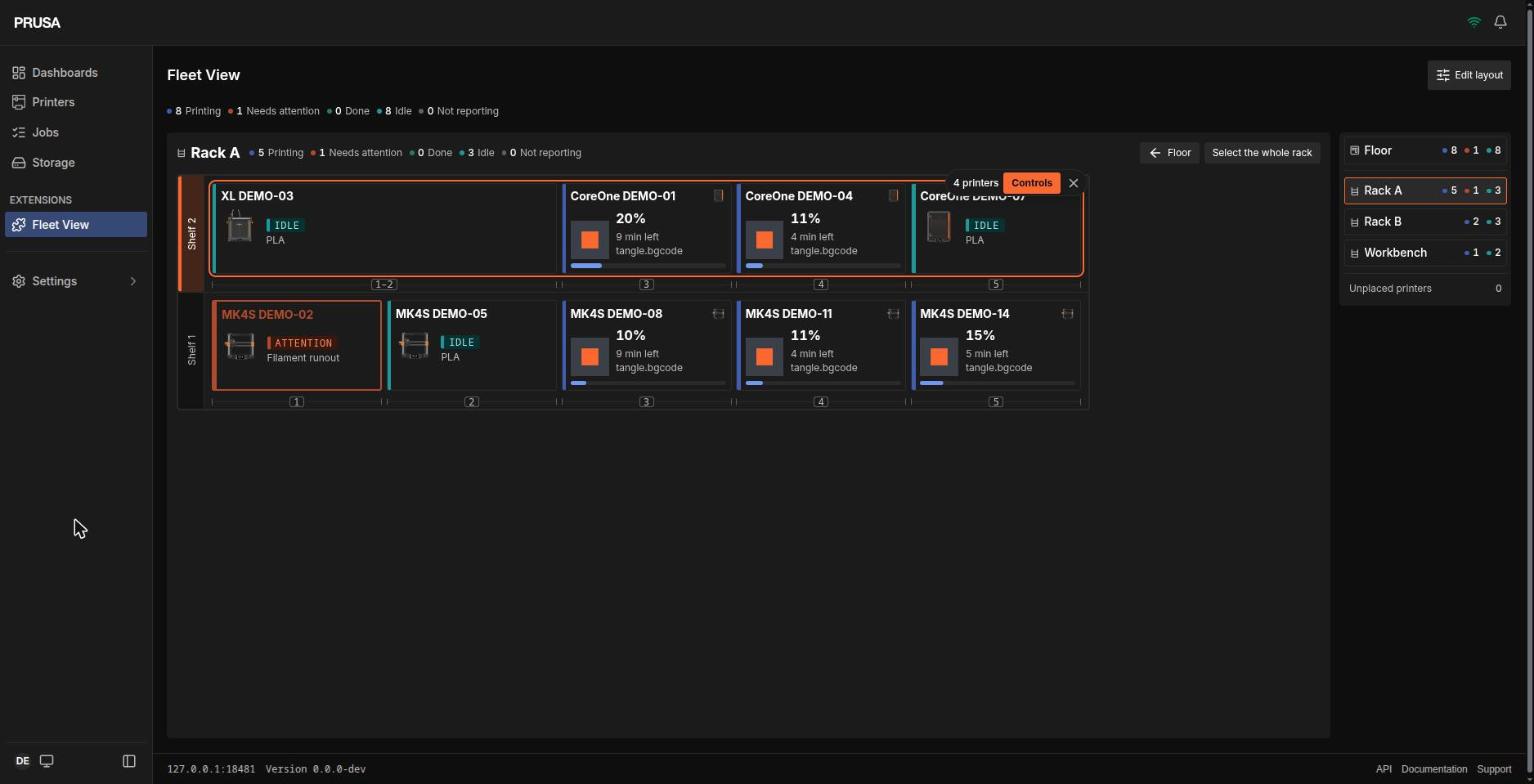 PRUSA
Dashboards
Printers
Jobs
Storage
EXTENSIONS
Fleet View
Settings
DE
Fleet View
Edit layout
8 Printing 1 Needs attention 0 Done 8 Idle 0 Not reporting
Rack A 5 Printing 1 Needs attention 0 Done 3 Idle 0 Not reporting
Floor
Select the whole rack
4 printers Controls
Shelf 2
XL DEMO-03
IDLE
PLA
1-2
CoreOne DEMO-01
20%
9 min left
tangle.bgcode
3
CoreOne DEMO-04
11%
4 min left
tangle.bgcode
4
CoreOne DEMO-07
IDLE
PLA
5
Shelf 1
MK4S DEMO-02
ATTENTION
Filament runout
1
MK4S DEMO-05
IDLE
PLA
2
MK4S DEMO-08
10%
9 min left
tangle.bgcode
3
MK4S DEMO-11
11%
4 min left
tangle.bgcode
4
MK4S DEMO-14
15%
5 min left
tangle.bgcode
5
Floor 8 1 8
Rack A 5 1 3
Rack B 2 3
Workbench 1 2
Unplaced printers 0
127.0.0.1:18481 Version 0.0.0-dev
API Documentation Support